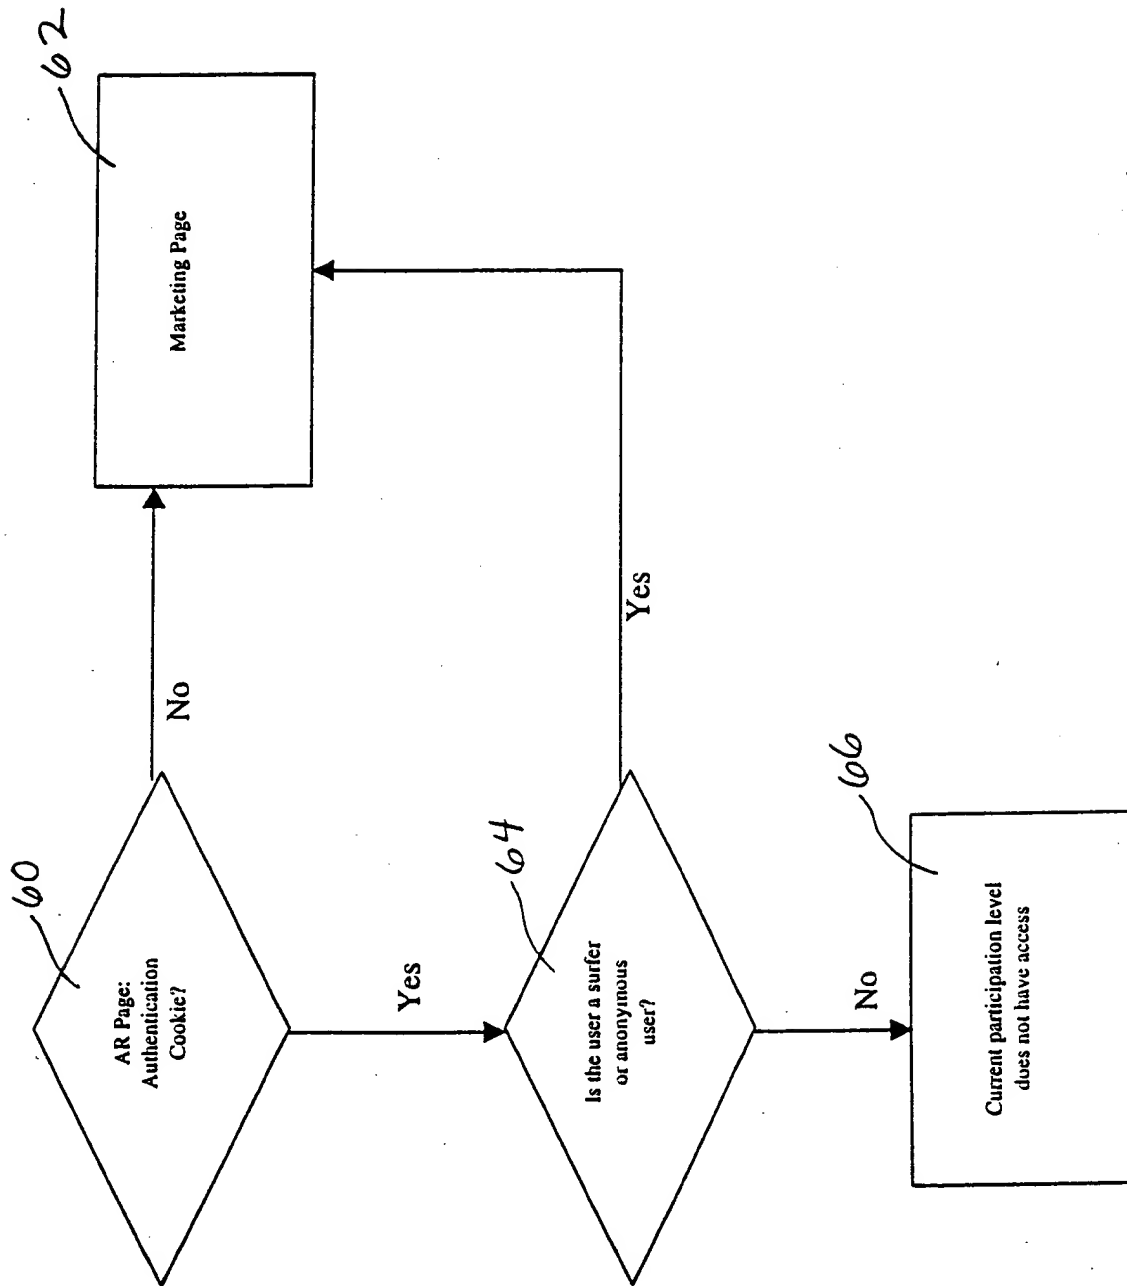 60
AR Page:
Authentication
Cookie?
No
62
Marketing Page
Yes
64
Is the user a surfer
or anonymous
user?
Yes
No
66
Current participation level
does not have access